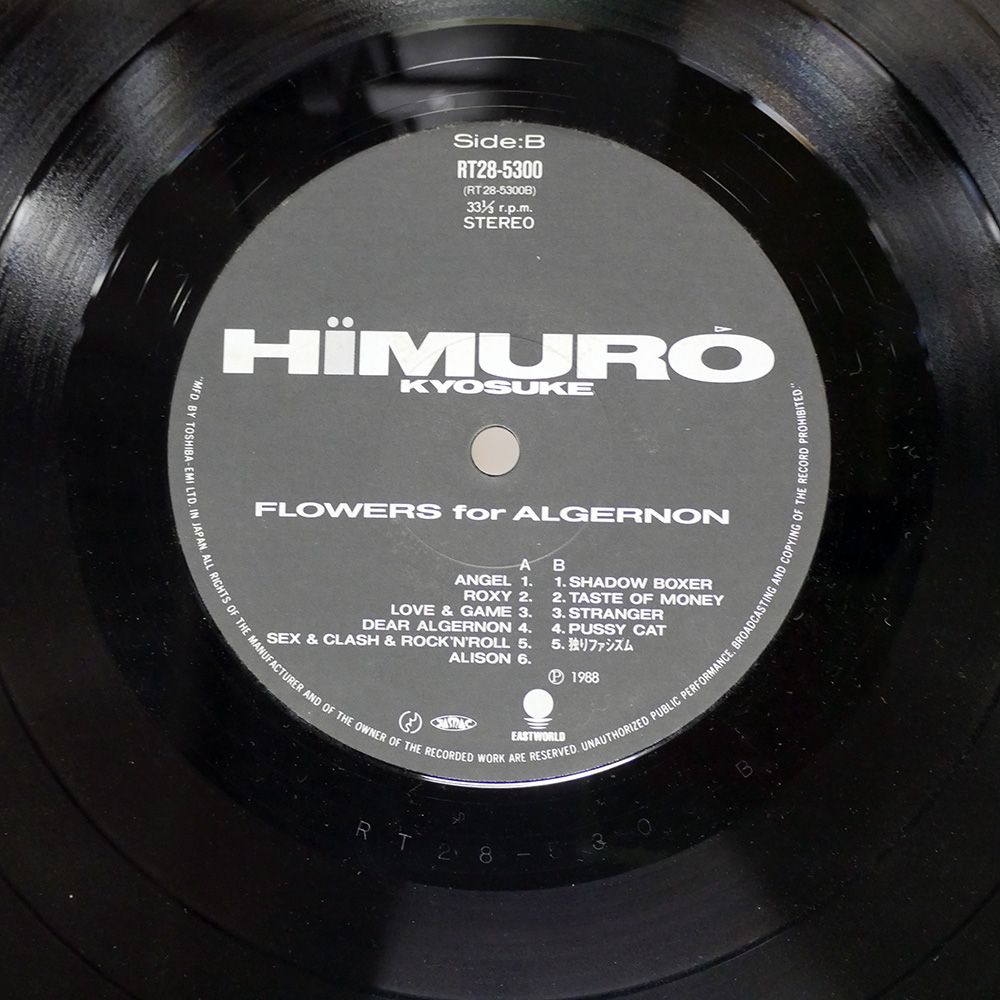 Side:B
RT28-5300
(RT28-5300B)
33⅓ r.p.m.
STEREO
HÏMURÓ
KYOSUKE
FLOWERS for ALGERNON
A B
ANGEL 1. 1. SHADOW BOXER
ROXY 2. 2. TASTE OF MONEY
LOVE & GAME 3. 3. STRANGER
DEAR ALGERNON 4. 4. PUSSY CAT
SEX & CLASH & ROCK'N'ROLL 5. 5. 独りファシズム
ALISON 6.
Ⓟ 1988
JASRAC
EASTWORLD
"MFD. BY TOSHIBA-EMI LTD. IN JAPAN. ALL RIGHTS OF THE MANUFACTURER AND OF THE OWNER OF THE RECORDED WORK ARE RESERVED. UNAUTHORIZED PUBLIC PERFORMANCE, BROADCASTING AND COPYING OF THE RECORD PROHIBITED."
B